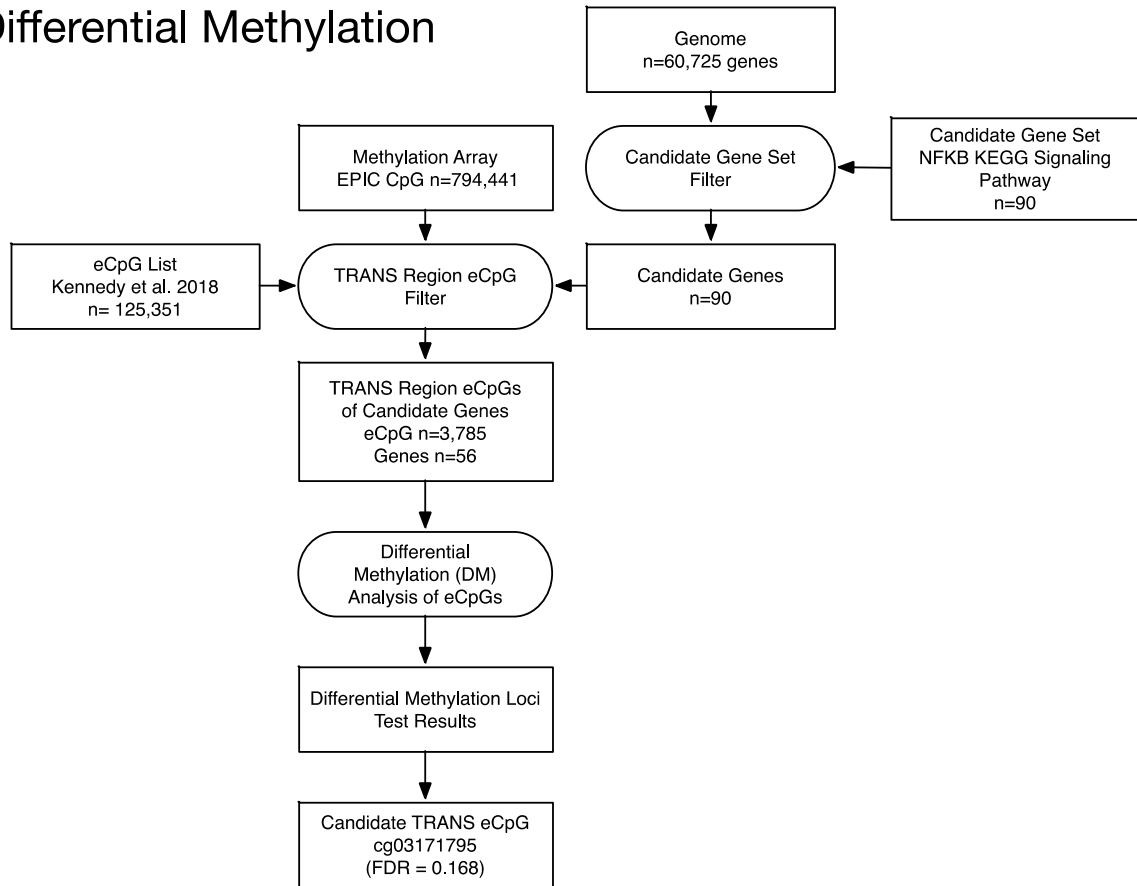 Differential Methylation
Genome
n=60,725 genes
Methylation Array
EPIC CpG n=794,441
Candidate Gene Set
Filter
Candidate Gene Set
NFKB KEGG Signaling
Pathway
n=90
eCpG List
Kennedy et al. 2018
n= 125,351
TRANS Region eCpG
Filter
Candidate Genes
n=90
TRANS Region eCpGs
of Candidate Genes
eCpG n=3,785
Genes n=56
Differential
Methylation (DM)
Analysis of eCpGs
Differential Methylation Loci
Test Results
Candidate TRANS eCpG
cg03171795
(FDR = 0.168)